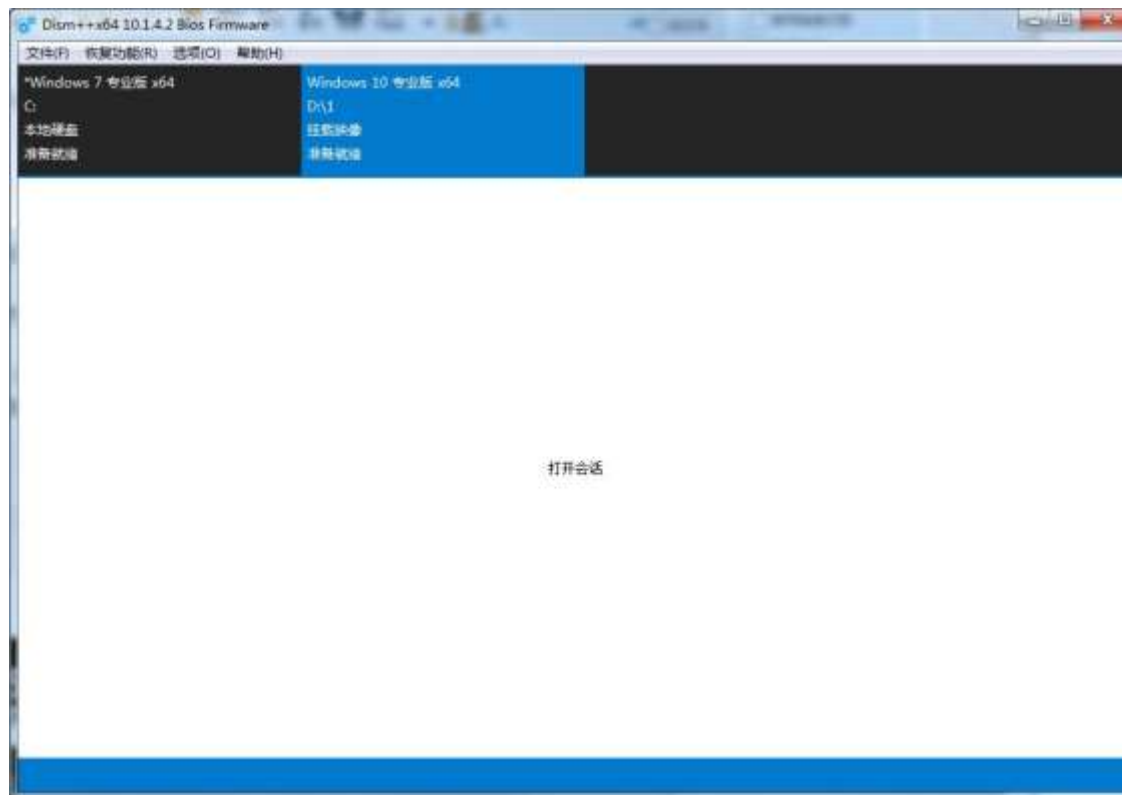 Dism++x64 10.1.4.2 Bios Firmware
文件(F) 恢复功能(R) 选项(O) 帮助(H)
*Windows 7 专业版 x64
C:
本地硬盘
准备就绪
Windows 10 专业版 x64
D:\1
挂载映像
准备就绪
打开会话